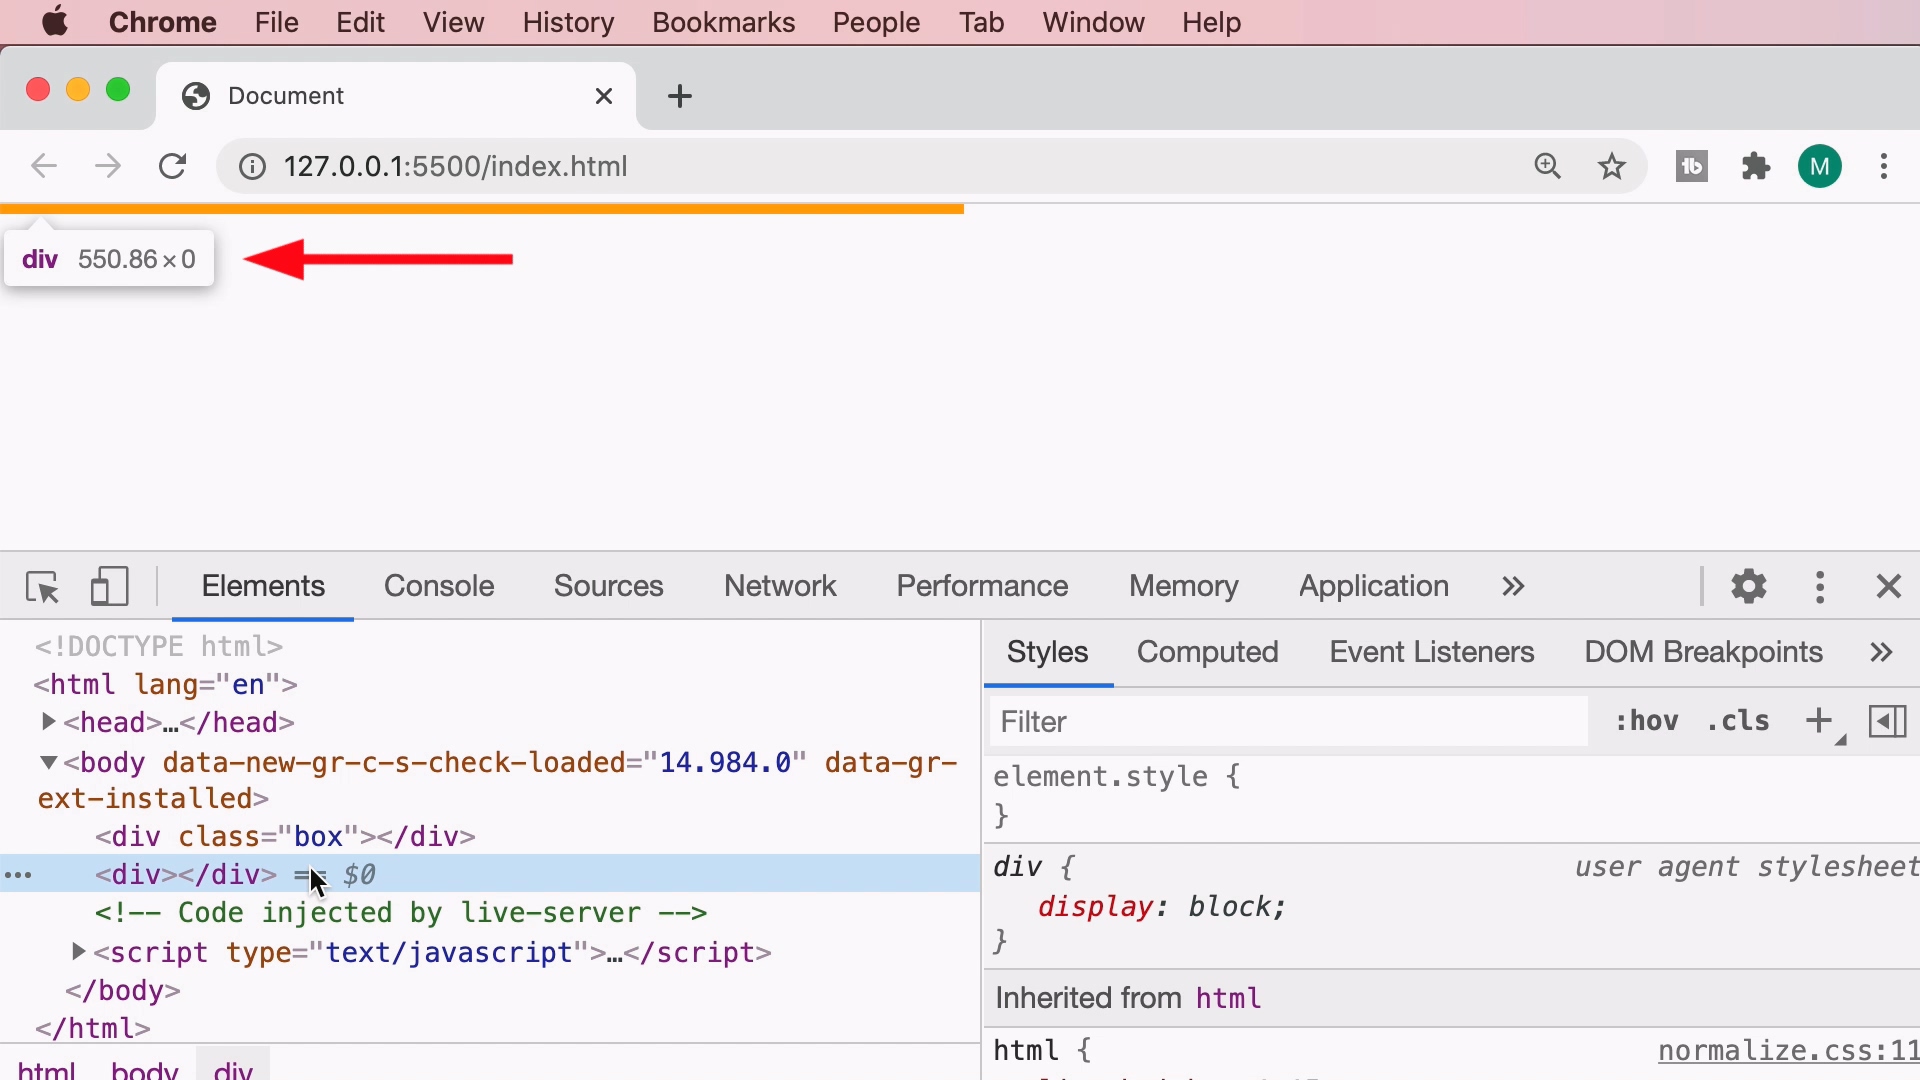 Chrome File Edit View History Bookmarks People Tab Window Help
Document
127.0.0.1:5500/index.html
tb
M
div 550.86×0
Elements Console Sources Network Performance Memory Application
<!DOCTYPE html>
<html lang="en">
<head>…</head>
<body data-new-gr-c-s-check-loaded="14.984.0" data-gr-
ext-installed>
<div class="box"></div>
<div></div> == $0
<!-- Code injected by live-server -->
<script type="text/javascript">…</script>
</body>
</html>
html body div
Styles Computed Event Listeners DOM Breakpoints
Filter :hov .cls
element.style {
}
div { user agent stylesheet
display: block;
}
Inherited from html
html { normalize.css:11